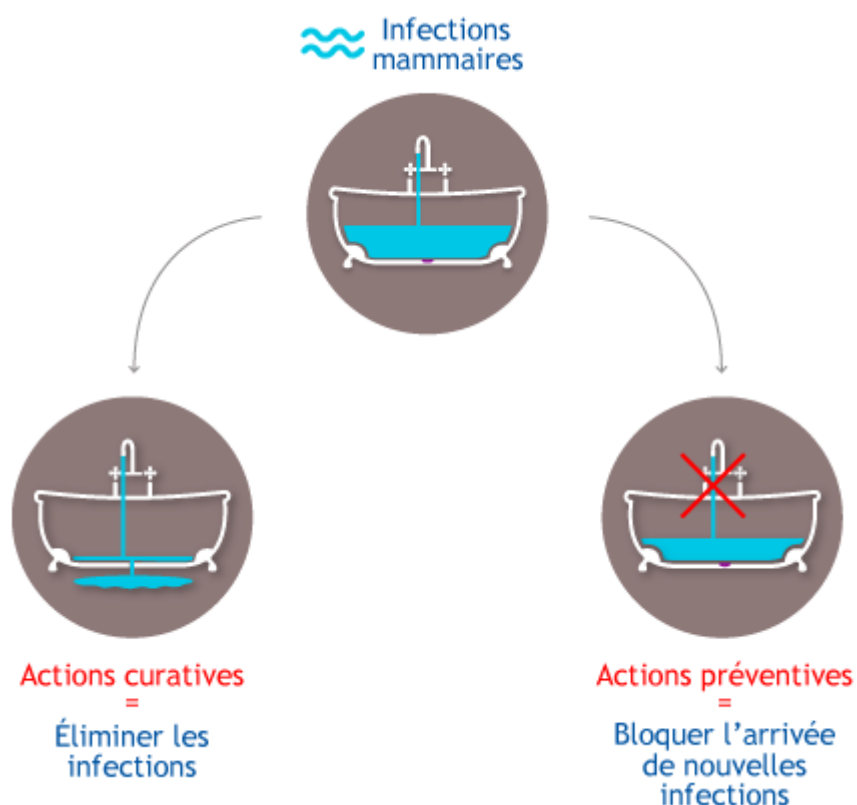 Infections
mammaires
Actions curatives
=
Éliminer les
infections
Actions préventives
=
Bloquer l’arrivée
de nouvelles
infections